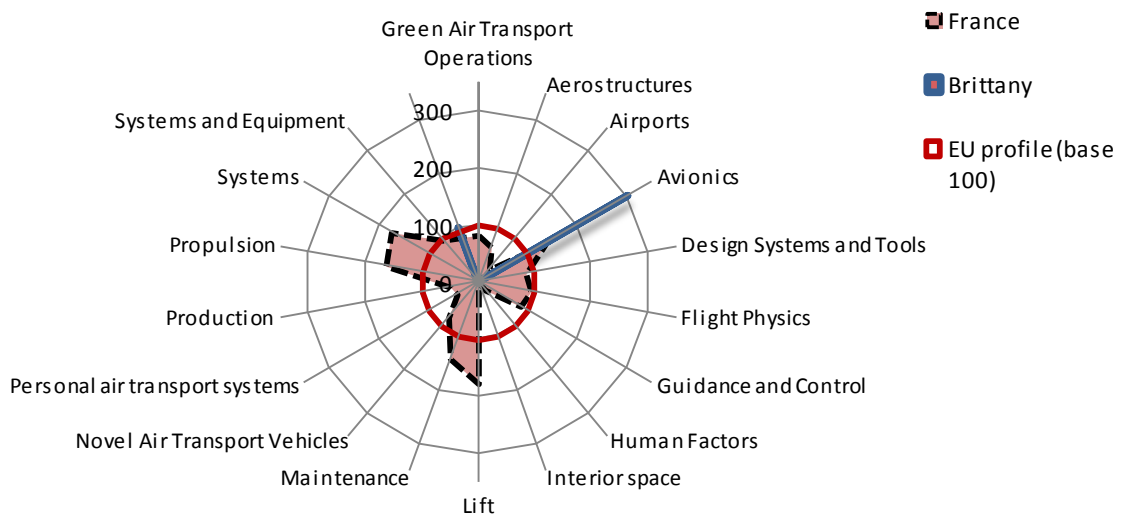 Green Air Transport
Operations
Aerostructures
Airports
Avionics
Design Systems and Tools
Flight Physics
Guidance and Control
Human Factors
Interior space
Lift
Maintenance
Novel Air Transport Vehicles
Personal air transport systems
Production
Propulsion
Systems
Systems and Equipment
300
200
100
0
France
Brittany
EU profile (base
100)